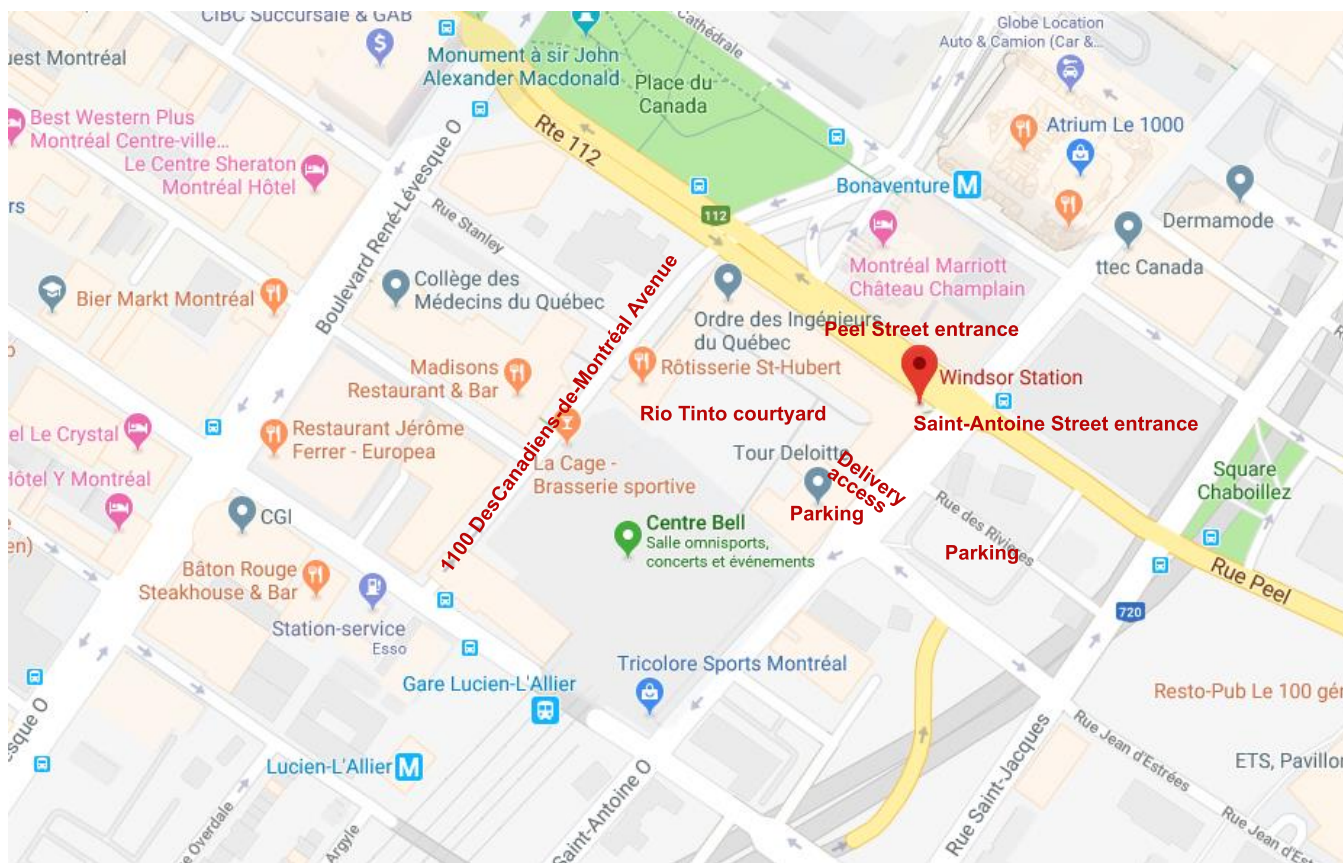 CIBC Succursale & GAB
uest Montréal
Monument à sir John
Alexander Macdonald
Cathédrale
Place du
Canada
Globe Location
Auto & Camion (Car &...
Best Western Plus
Montréal Centre-ville...
Le Centre Sheraton
Montréal Hôtel
Rte 112
Atrium Le 1000
Bonaventure M
112
Dermamode
rs
Rue Stanley
Boulevard René-Lévesque O
Collège des
Médecins du Québec
Bier Markt Montréal
1100 DesCanadiens-de-Montréal Avenue
Montréal Marriott
Château Champlain
ttec Canada
Ordre des Ingénieurs
du Québec
Peel Street entrance
Madisons
Restaurant & Bar
Rôtisserie St-Hubert
Windsor Station
Rio Tinto courtyard
Saint-Antoine Street entrance
el Le Crystal
Restaurant Jérôme
Ferrer - Europea
La Cage -
Brasserie sportive
Tour Deloitte
Delivery
access
Hôtel Y Montréal
Square
Chaboillez
CGI
Parking
Rue des Rivières
Centre Bell
Salle omnisports,
concerts et événements
Parking
en)
Bâton Rouge
Steakhouse & Bar
Rue Peel
720
Station-service
Esso
Tricolore Sports Montréal
Gare Lucien-L'Allier
Resto-Pub Le 100 gén
esque O
Lucien-L'Allier M
Rue Jean d'Estrées
ETS, Pavillon
Rue Saint-Jacques
Saint-Antoine O
e Overdale
Argyle
Rue Jean d'Es